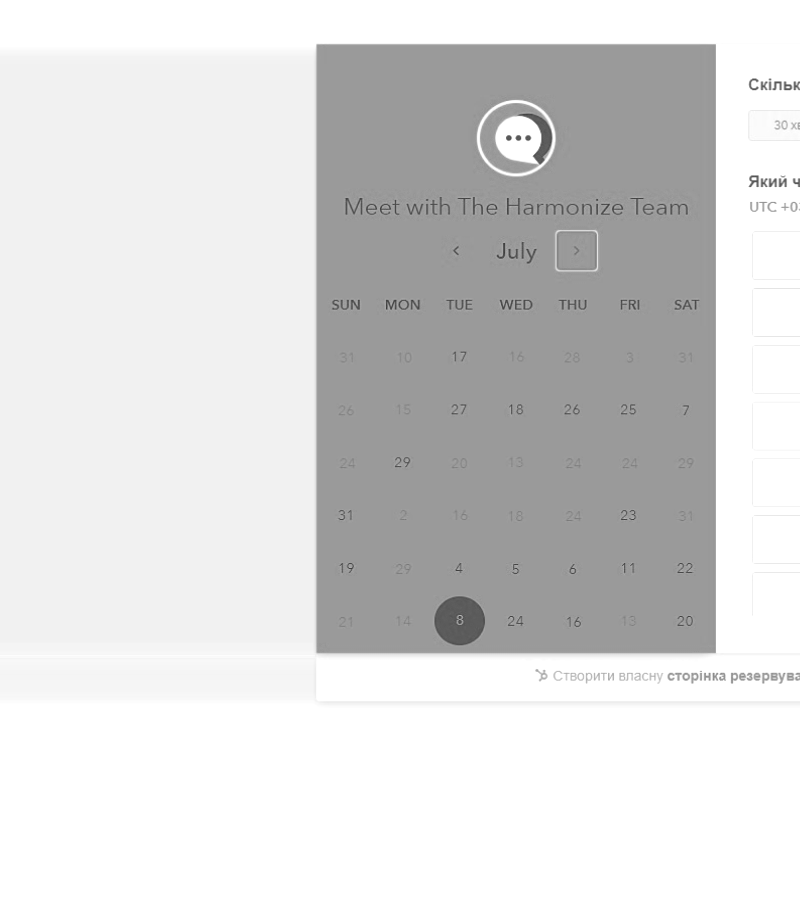 Meet with The Harmonize Team
July
SUN MON TUE WED THU FRI SAT
31 10 17 16 28 3 31
26 15 27 18 26 25 7
24 29 20 13 24 24 29
31 2 16 18 24 23 31
19 29 4 5 6 11 22
21 14 8 24 16 13 20
Скільк
30 хв
Який ч
UTC +03
Створити власну сторінка резервува